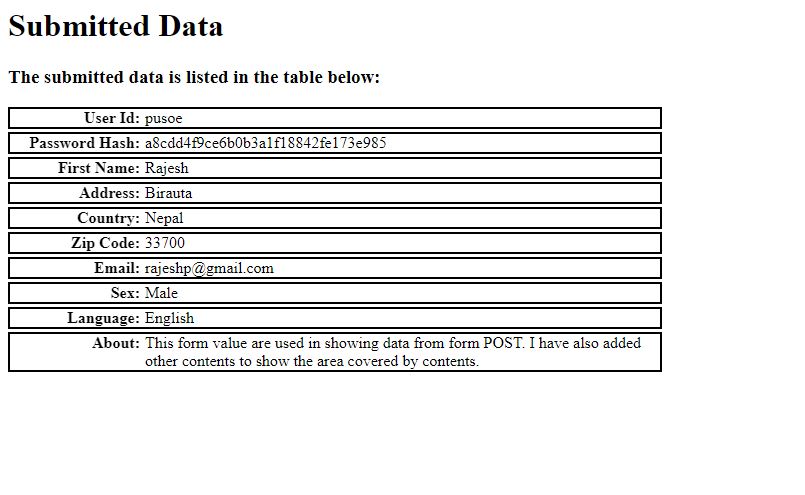 Submitted Data
The submitted data is listed in the table below:
User Id: pusoe
Password Hash: a8cdd4f9ce6b0b3a1f18842fe173e985
First Name: Rajesh
Address: Birauta
Country: Nepal
Zip Code: 33700
Email: rajeshp@gmail.com
Sex: Male
Language: English
About: This form value are used in showing data from form POST. I have also added
other contents to show the area covered by contents.